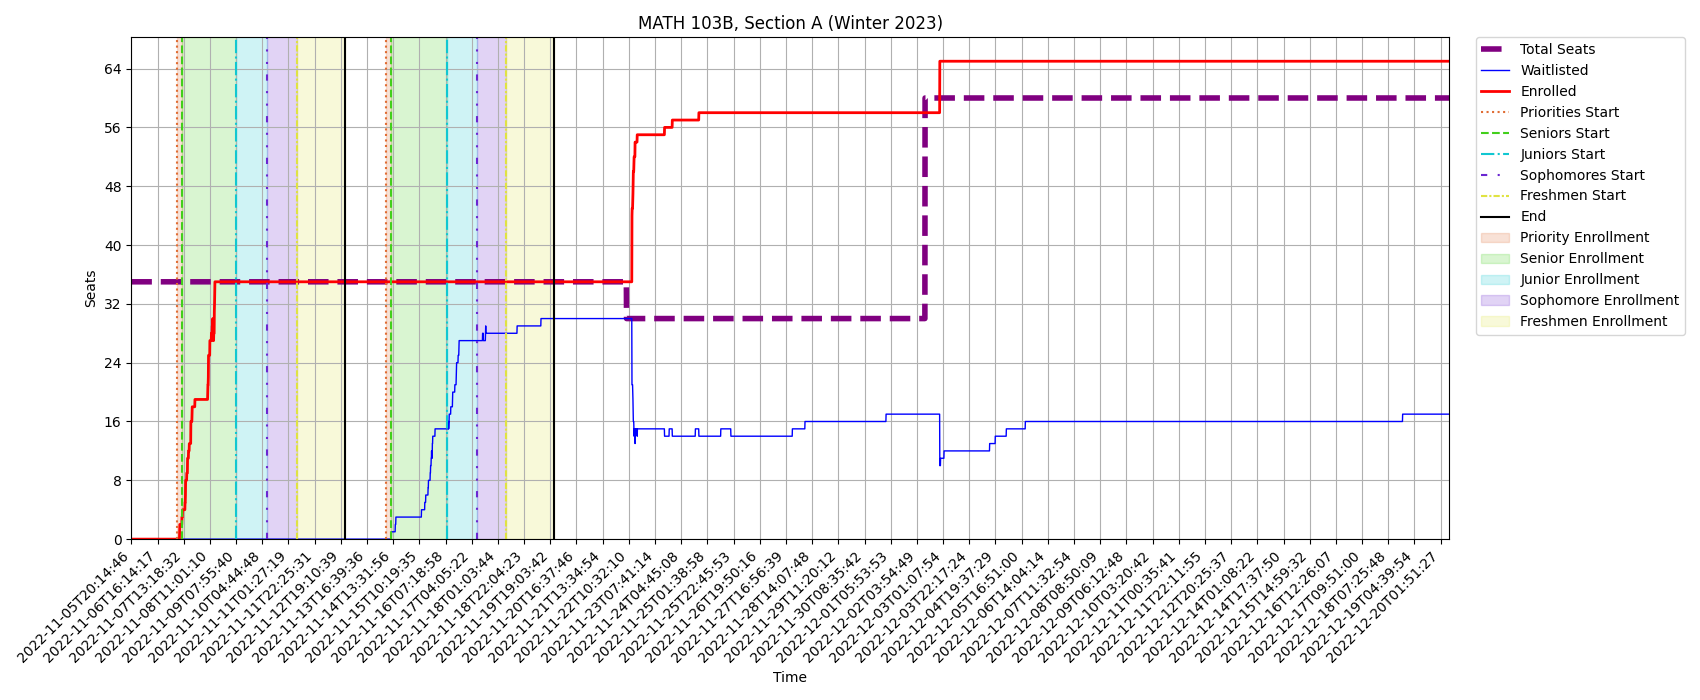 MATH 103B, Section A (Winter 2023)
Seats
64
56
48
40
32
24
16
8
0
2022-11-05T20:14:46
2022-11-06T16:14:17
2022-11-07T13:18:32
2022-11-08T11:01:10
2022-11-09T07:55:40
2022-11-10T04:44:48
2022-11-11T01:27:19
2022-11-11T22:25:31
2022-11-12T19:10:39
2022-11-13T16:39:36
2022-11-14T13:31:56
2022-11-15T10:19:35
2022-11-16T07:18:58
2022-11-17T04:05:22
2022-11-18T01:03:44
2022-11-18T22:04:23
2022-11-19T19:03:42
2022-11-20T16:37:46
2022-11-21T13:34:54
2022-11-22T10:32:10
2022-11-23T07:41:14
2022-11-24T04:45:08
2022-11-25T01:38:58
2022-11-25T22:45:53
2022-11-26T19:50:16
2022-11-27T16:56:39
2022-11-28T14:07:48
2022-11-29T11:20:12
2022-11-30T08:35:42
2022-12-01T05:53:53
2022-12-02T03:54:49
2022-12-03T01:07:54
2022-12-03T22:17:24
2022-12-04T19:37:29
2022-12-05T16:51:00
2022-12-06T14:04:14
2022-12-07T11:32:54
2022-12-08T08:50:09
2022-12-09T06:12:48
2022-12-10T03:20:42
2022-12-11T00:35:41
2022-12-11T22:11:55
2022-12-12T20:25:37
2022-12-14T01:08:22
2022-12-14T17:37:50
2022-12-15T14:59:32
2022-12-16T12:26:07
2022-12-17T09:51:00
2022-12-18T07:25:48
2022-12-19T04:39:54
2022-12-20T01:51:27
Time
Total Seats
Waitlisted
Enrolled
Priorities Start
Seniors Start
Juniors Start
Sophomores Start
Freshmen Start
End
Priority Enrollment
Senior Enrollment
Junior Enrollment
Sophomore Enrollment
Freshmen Enrollment